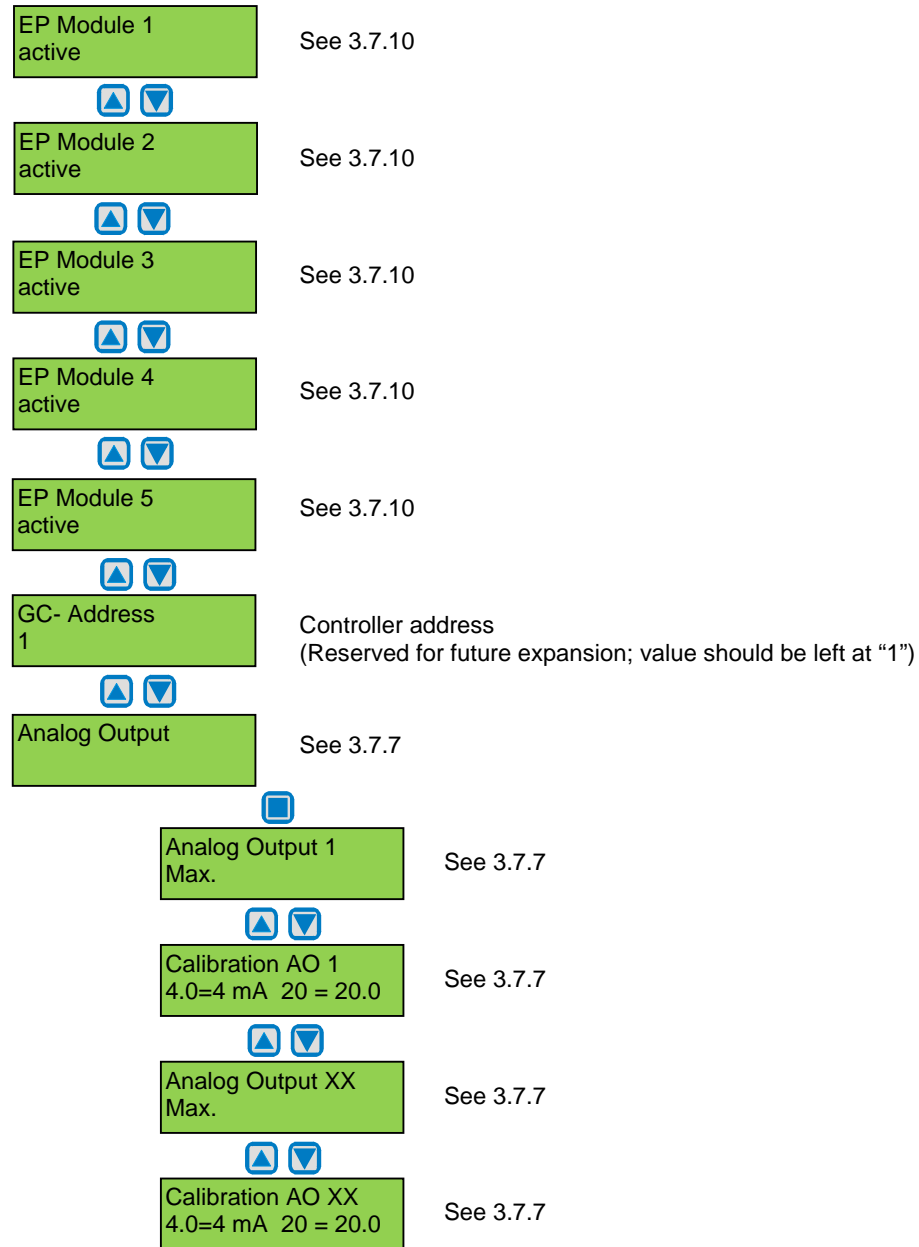 EP Module 1
active
See 3.7.10
EP Module 2
active
See 3.7.10
EP Module 3
active
See 3.7.10
EP Module 4
active
See 3.7.10
EP Module 5
active
See 3.7.10
GC- Address
1
Controller address
(Reserved for future expansion; value should be left at “1”)
Analog Output
See 3.7.7
Analog Output 1
Max.
See 3.7.7
Calibration AO 1
4.0=4 mA  20 = 20.0
See 3.7.7
Analog Output XX
Max.
See 3.7.7
Calibration AO XX
4.0=4 mA  20 = 20.0
See 3.7.7